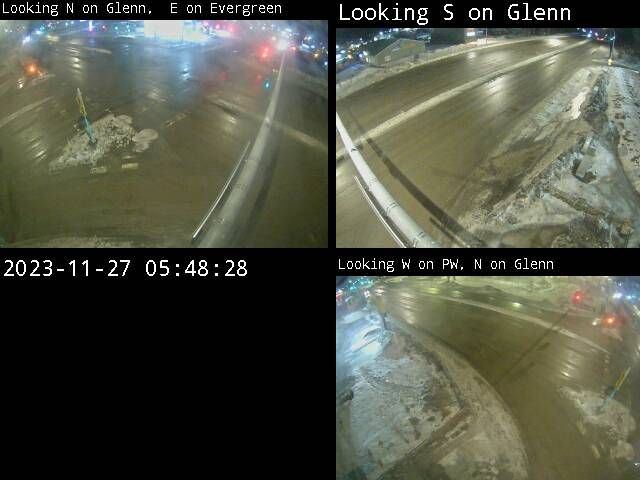 Looking N on Glenn, E on Evergreen
Looking S on Glenn
2023-11-27 05:48:28
Looking W on PW, N on Glenn